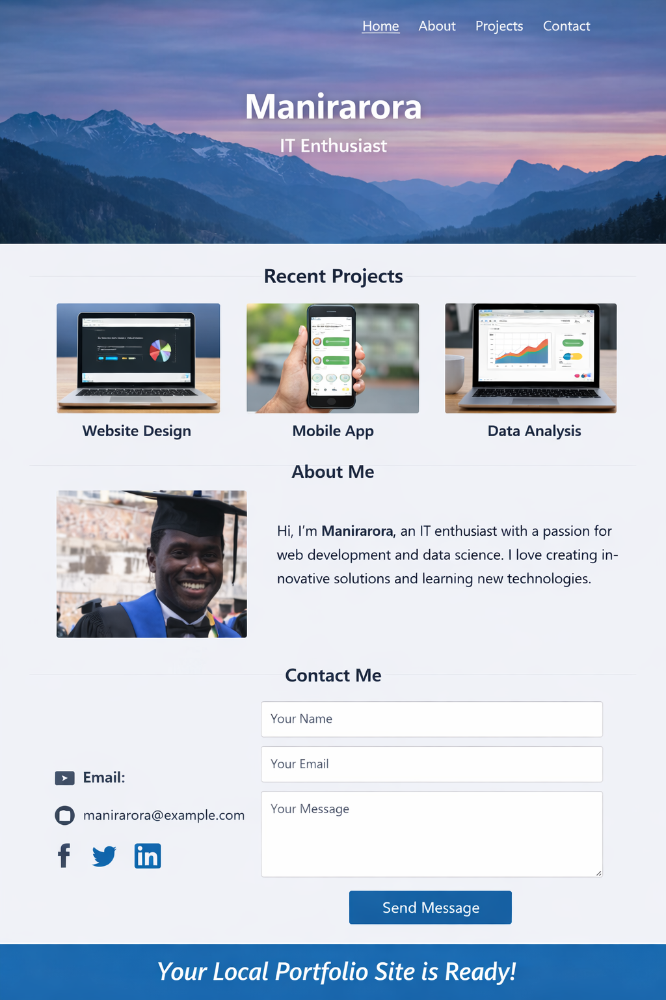 Home About Projects Contact
Manirarora
IT Enthusiast
Recent Projects
Website Design
Mobile App
Data Analysis
About Me
Hi, I’m Manirarora, an IT enthusiast with a passion for
web development and data science. I love creating in-
novative solutions and learning new technologies.
Contact Me
Your Name
Your Email
Your Message
Email:
manirarora@example.com
Send Message
Your Local Portfolio Site is Ready!